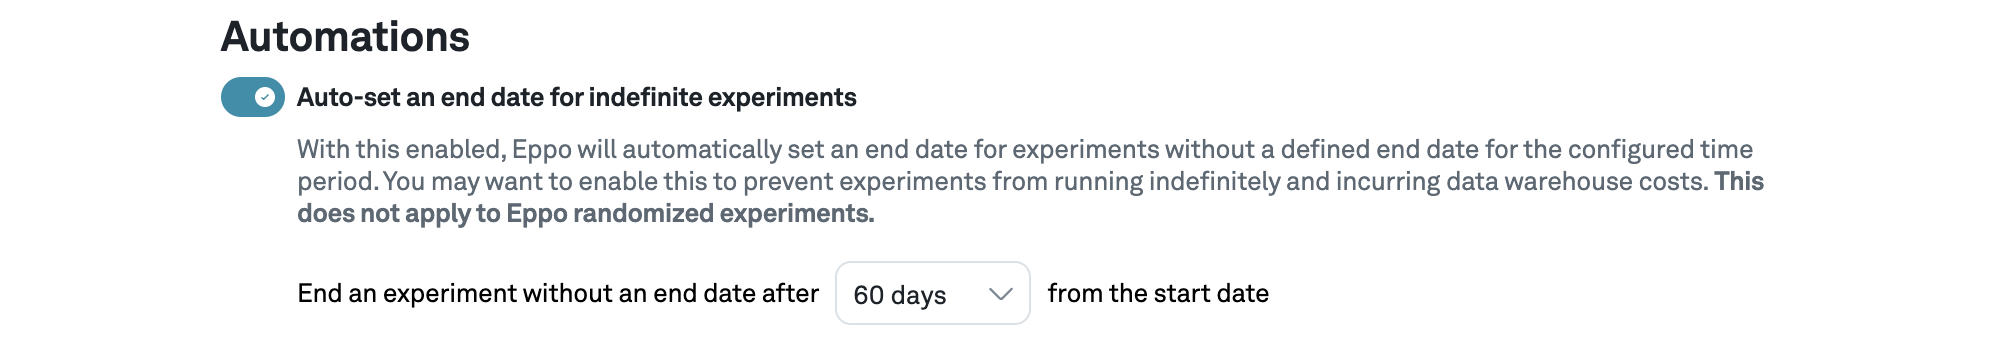 Automations
Auto-set an end date for indefinite experiments
With this enabled, Eppo will automatically set an end date for experiments without a defined end date for the configured time
period. You may want to enable this to prevent experiments from running indefinitely and incurring data warehouse costs. This
does not apply to Eppo randomized experiments.
End an experiment without an end date after 60 days from the start date